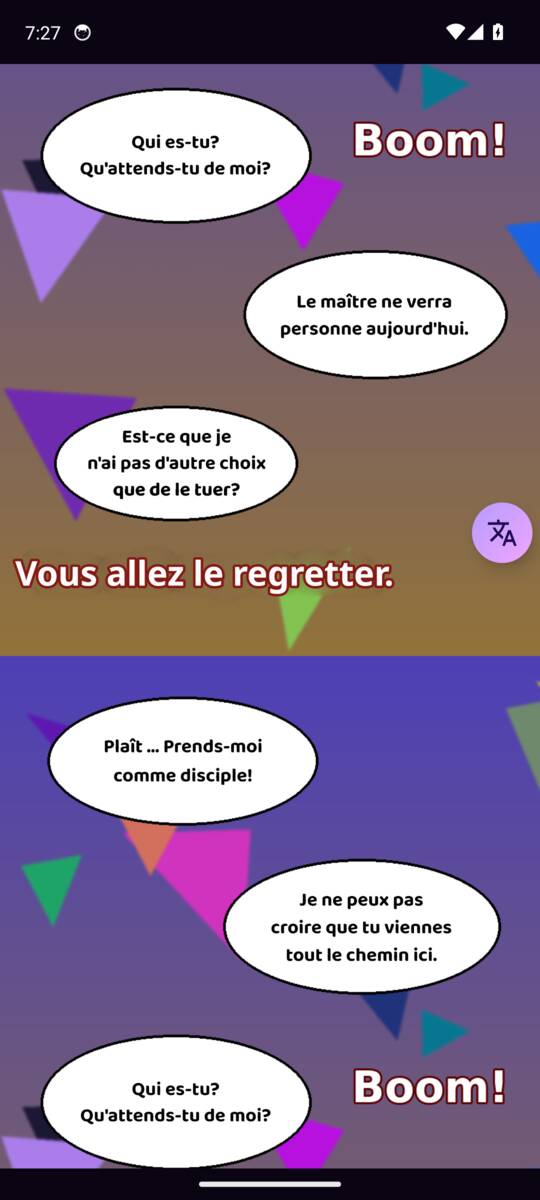 7:27
Qui es-tu?
Qu'attends-tu de moi?
Boom!
Le maître ne verra
personne aujourd'hui.
Est-ce que je
n'ai pas d'autre choix
que de le tuer?
Vous allez le regretter.
Plaît ... Prends-moi
comme disciple!
Je ne peux pas
croire que tu viennes
tout le chemin ici.
Qui es-tu?
Qu'attends-tu de moi?
Boom!